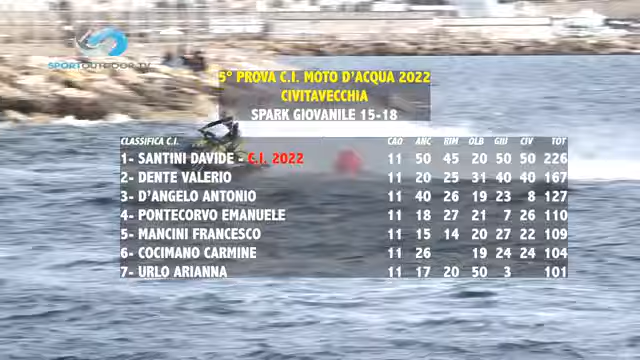 SPORTOUTDOOR.TV
5° PROVA C.I. MOTO D'ACQUA 2022
CIVITAVECCHIA
SPARK GIOVANILE 15-18
CLASSIFICA C.I. CAO ANC RIM OLB GIU CIV TOT
1- SANTINI DAVIDE - C.I. 2022 11 50 45 20 50 50 226
2- DENTE VALERIO 11 20 25 31 40 40 167
3- D'ANGELO ANTONIO 11 40 26 19 23 8 127
4- PONTECORVO EMANUELE 11 18 27 21 7 26 110
5- MANCINI FRANCESCO 11 15 14 20 27 22 109
6- COCIMANO CARMINE 11 26 19 24 24 104
7- URLO ARIANNA 11 17 20 50 3 101